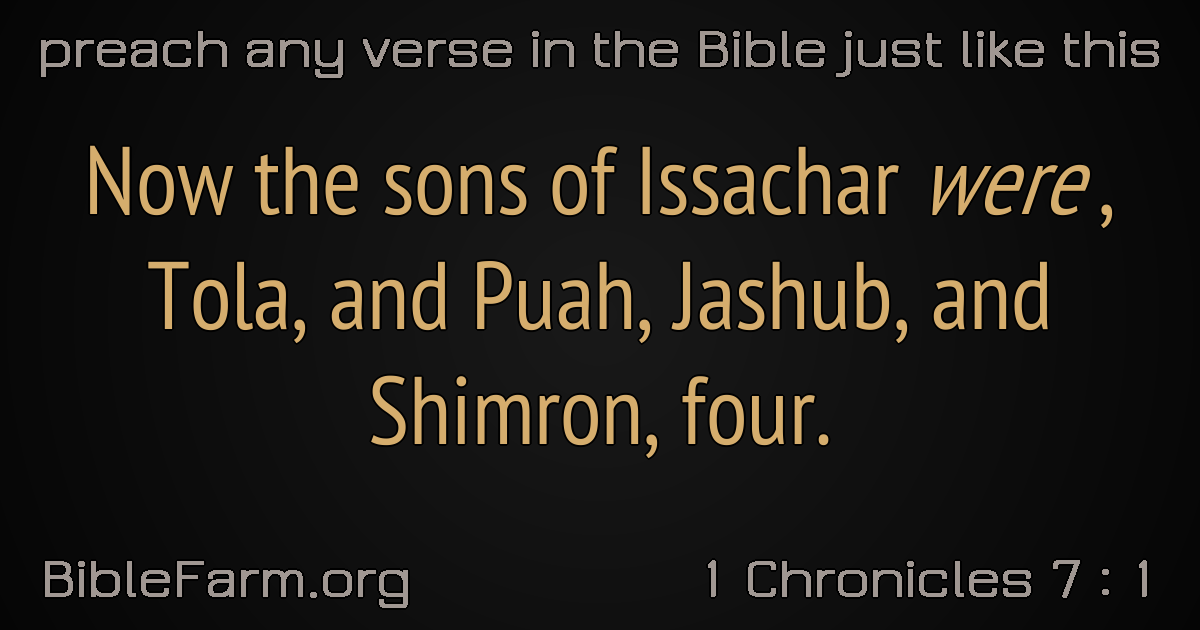 preach any verse in the Bible just like this
Now the sons of Issachar were ,
Tola, and Puah, Jashub, and
Shimron, four.
BibleFarm.org
1 Chronicles 7 : 1